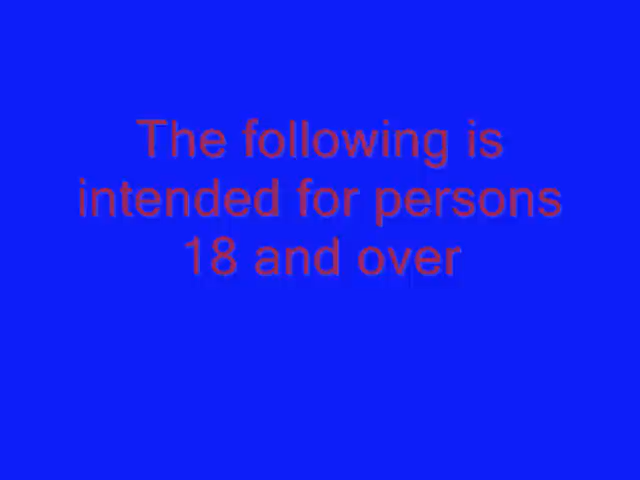 The following is
intended for persons
18 and over